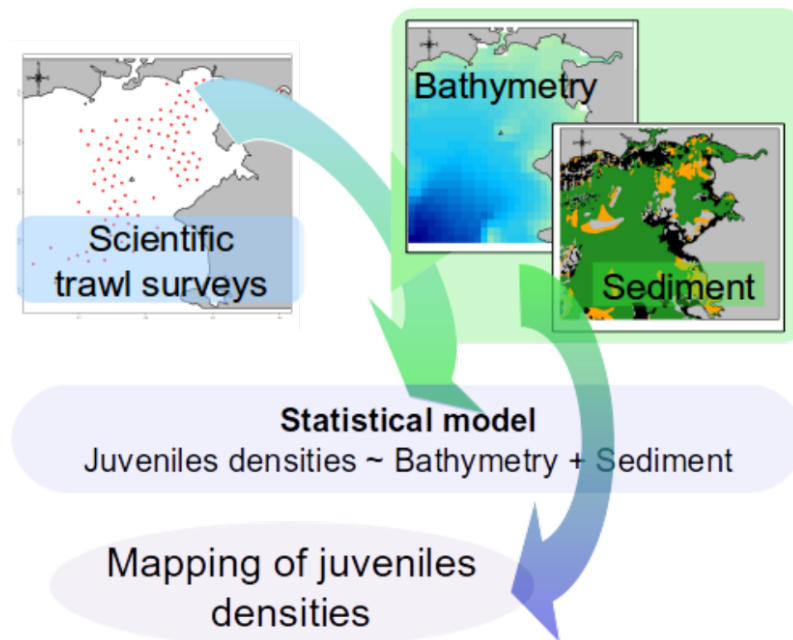 Scientific
trawl surveys
Bathymetry
Sediment
Statistical model
Juveniles densities ~ Bathymetry + Sediment
Mapping of juveniles
densities